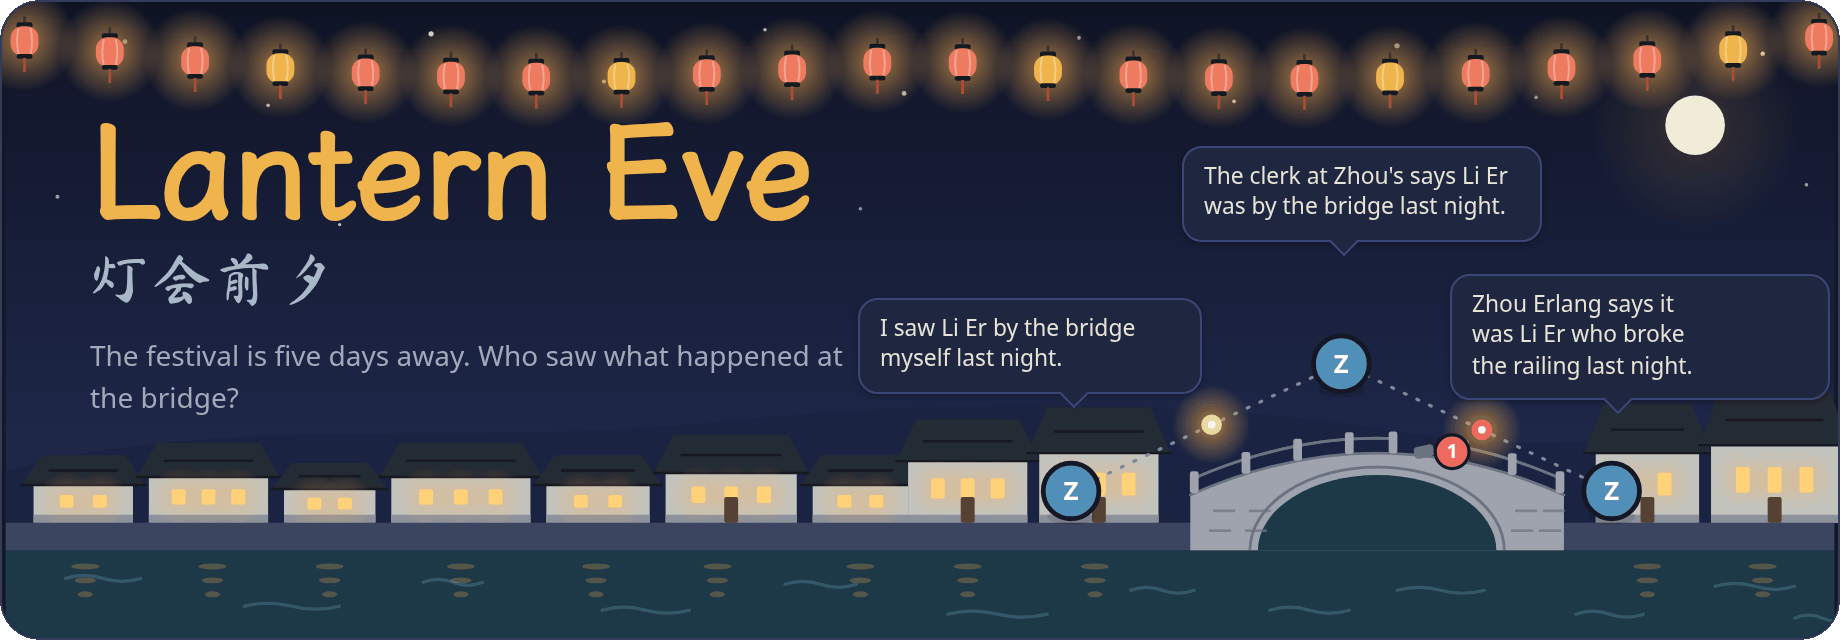 Lantern Eve
灯会前夕
The festival is five days away. Who saw what happened at
the bridge?
I saw Li Er by the bridge
myself last night.
The clerk at Zhou's says Li Er
was by the bridge last night.
Zhou Erlang says it
was Li Er who broke
the railing last night.
Z
Z
1
Z